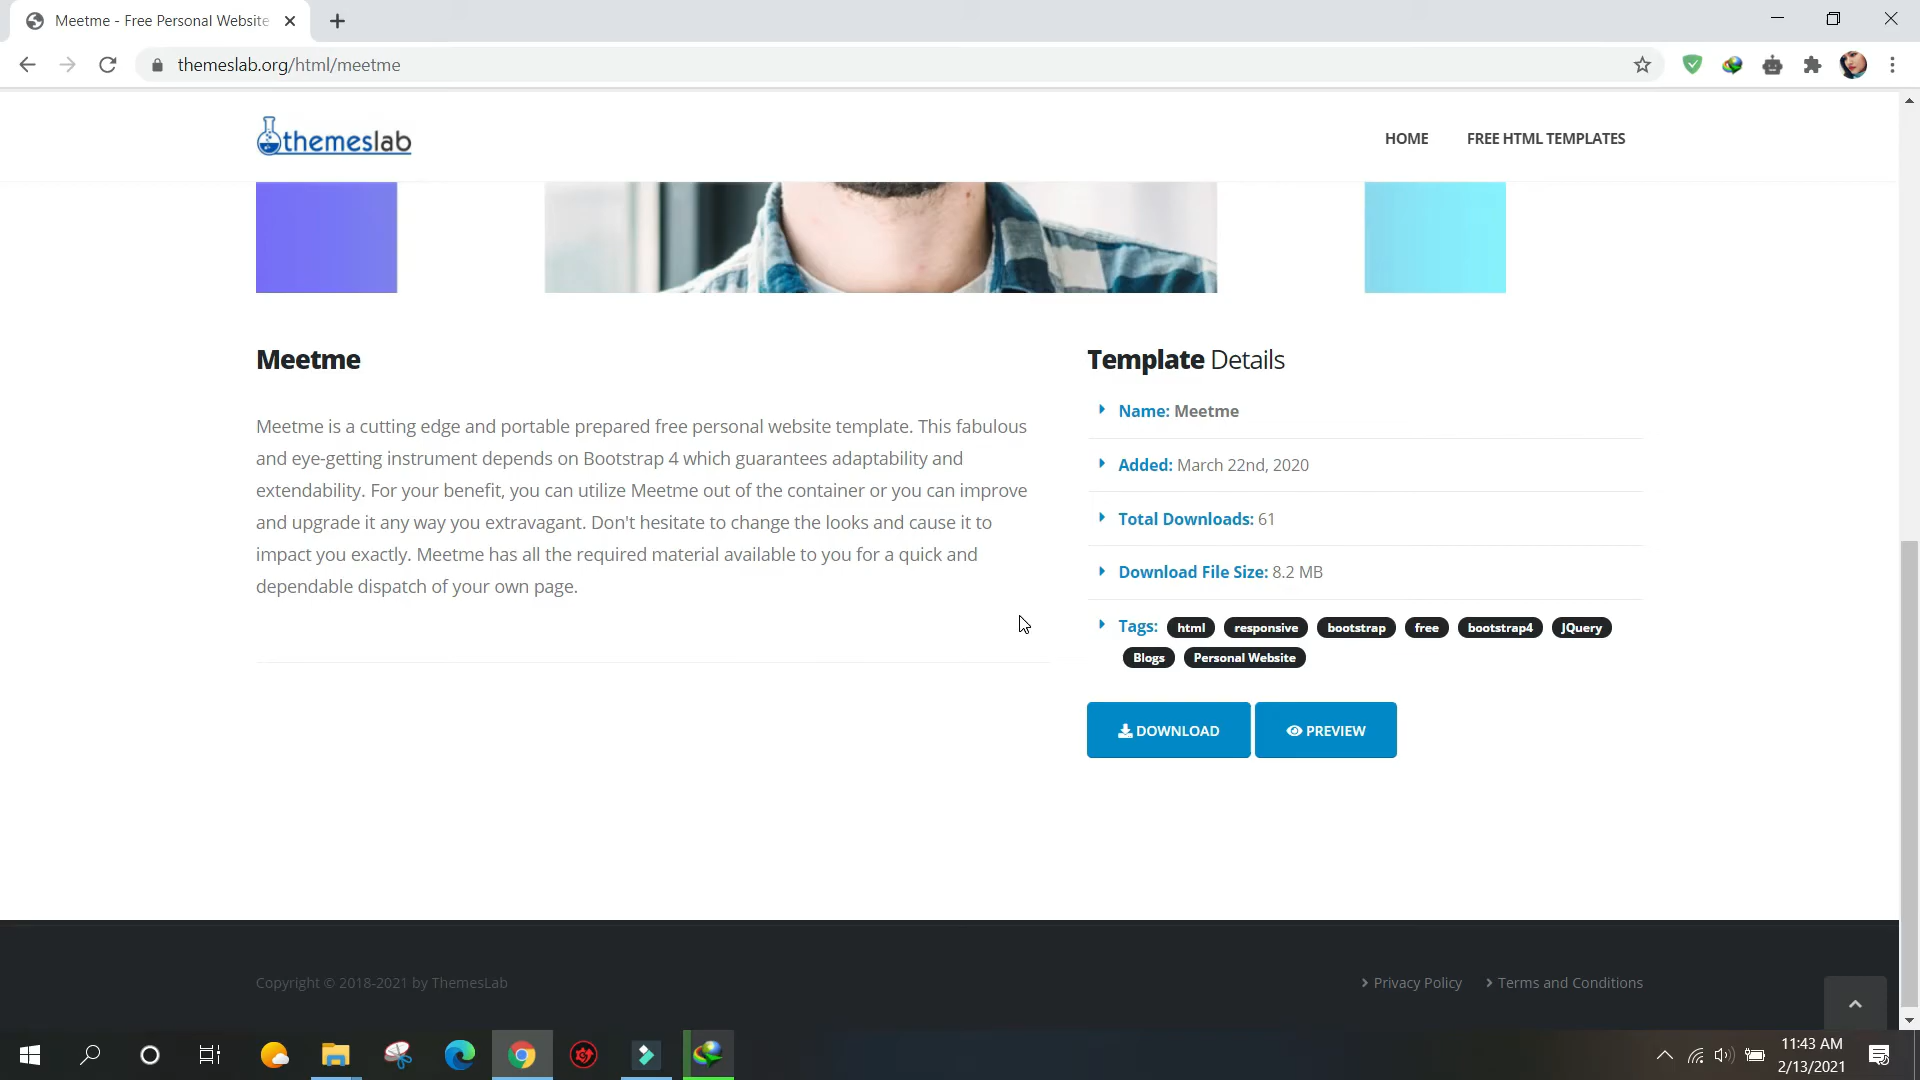 Meetme - Free Personal Website
themeslab.org/html/meetme
themeslab
HOME
FREE HTML TEMPLATES
Meetme
Meetme is a cutting edge and portable prepared free personal website template. This fabulous
and eye-getting instrument depends on Bootstrap 4 which guarantees adaptability and
extendability. For your benefit, you can utilize Meetme out of the container or you can improve
and upgrade it any way you extravagant. Don't hesitate to change the looks and cause it to
impact you exactly. Meetme has all the required material available to you for a quick and
dependable dispatch of your own page.
Template Details
Name: Meetme
Added: March 22nd, 2020
Total Downloads: 61
Download File Size: 8.2 MB
Tags: html responsive bootstrap free bootstrap4 JQuery
Blogs Personal Website
DOWNLOAD
PREVIEW
Copyright © 2018-2021 by ThemesLab
Privacy Policy
Terms and Conditions
11:43 AM
2/13/2021